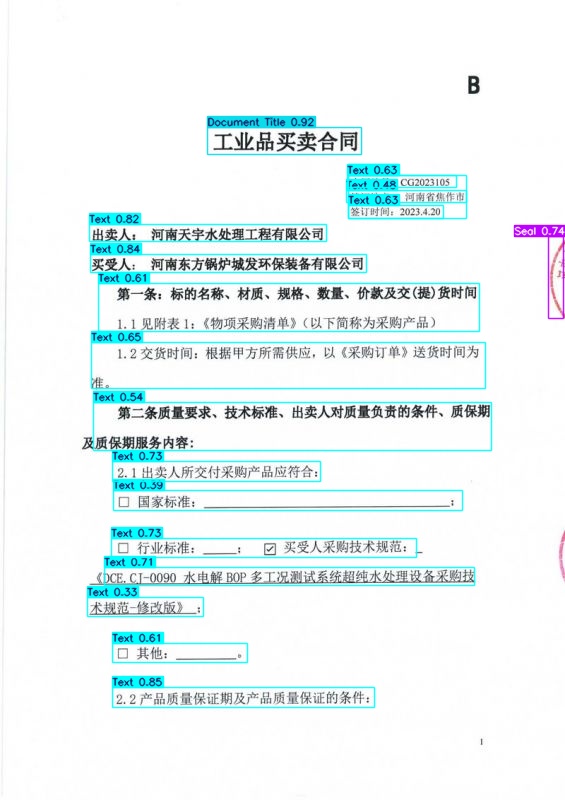 B
Document Title 0.92
工业品买卖合同
Text 0.63
Text 0.48 CG2023105
Text 0.63 河南省焦作市
签订时间：2023.4.20
Text 0.82
出卖人： 河南天宇水处理工程有限公司
Seal 0.74
Text 0.84
买受人： 河南东方锅炉城发环保装备有限公司
Text 0.61
第一条：标的名称、材质、规格、数量、价款及交(提)货时间
1.1 见附表 1：《物项采购清单》（以下简称为采购产品）
Text 0.65
1.2 交货时间：根据甲方所需供应，以《采购订单》送货时间为
准。
Text 0.54
第二条质量要求、技术标准、出卖人对质量负责的条件、质保期
及质保期服务内容：
Text 0.73
2.1 出卖人所交付采购产品应符合：
Text 0.39
□ 国家标准：；
Text 0.73
□ 行业标准：； ☑ 买受人采购技术规范：
Text 0.71
《DCE.CJ-0090 水电解 BOP 多工况测试系统超纯水处理设备采购技
Text 0.33
术规范-修改版》；
Text 0.61
□ 其他：。
Text 0.85
2.2 产品质量保证期及产品质量保证的条件：
1